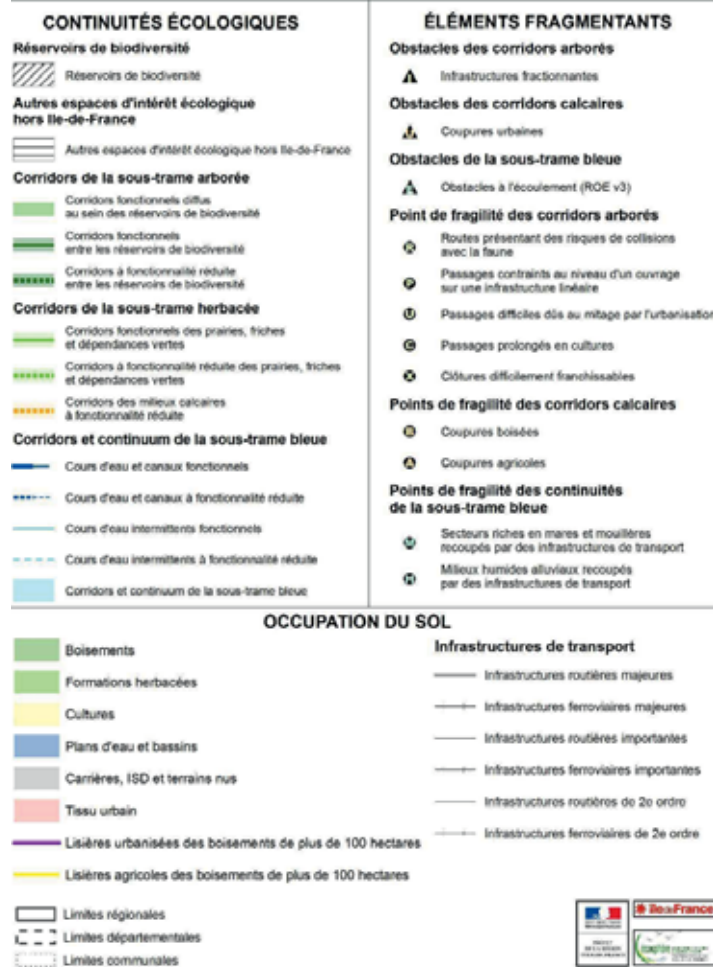 CONTINUITÉS ÉCOLOGIQUES
Réservoirs de biodiversité
Réservoirs de biodiversité
Autres espaces d'intérêt écologique
hors Ile-de-France
Autres espaces d'intérêt écologique hors Ile-de-France
Corridors de la sous-trame arborée
Corridors fonctionnels diffus
au sein des réservoirs de biodiversité
Corridors fonctionnels
entre les réservoirs de biodiversité
Corridors à fonctionnalité réduite
entre les réservoirs de biodiversité
Corridors de la sous-trame herbacée
Corridors fonctionnels des prairies, friches
et dépendances vertes
Corridors à fonctionnalité réduite des prairies, friches
et dépendances vertes
Corridors des milieux calcaires
à fonctionnalité réduite
Corridors et continuum de la sous-trame bleue
Cours d'eau et canaux fonctionnels
Cours d'eau et canaux à fonctionnalité réduite
Cours d'eau intermittents fonctionnels
Cours d'eau intermittents à fonctionnalité réduite
Corridors et continuum de la sous-trame bleue
ÉLÉMENTS FRAGMENTANTS
Obstacles des corridors arborés
Infrastructures fractionnantes
Obstacles des corridors calcaires
Coupures urbaines
Obstacles de la sous-trame bleue
Obstacles à l'écoulement (ROE v3)
Point de fragilité des corridors arborés
Routes présentant des risques de collisions
avec la faune
Passages contraints au niveau d'un ouvrage
sur une infrastructure linéaire
Passages difficiles dûs au mitage par l'urbanisation
Passages prolongés en cultures
Clôtures difficilement franchissables
Points de fragilité des corridors calcaires
Coupures boisées
Coupures agricoles
Points de fragilité des continuités
de la sous-trame bleue
Secteurs riches en mares et mouillères
recoupés par des infrastructures de transport
Milieux humides alluviaux recoupés
par des infrastructures de transport
OCCUPATION DU SOL
Boisements
Formations herbacées
Cultures
Plans d'eau et bassins
Carrières, ISD et terrains nus
Tissu urbain
Lisières urbanisées des boisements de plus de 100 hectares
Lisières agricoles des boisements de plus de 100 hectares
Limites régionales
Limites départementales
Limites communales
Infrastructures de transport
Infrastructures routières majeures
Infrastructures ferroviaires majeures
Infrastructures routières importantes
Infrastructures ferroviaires importantes
Infrastructures routières de 2e ordre
Infrastructures ferroviaires de 2e ordre
îledeFrance